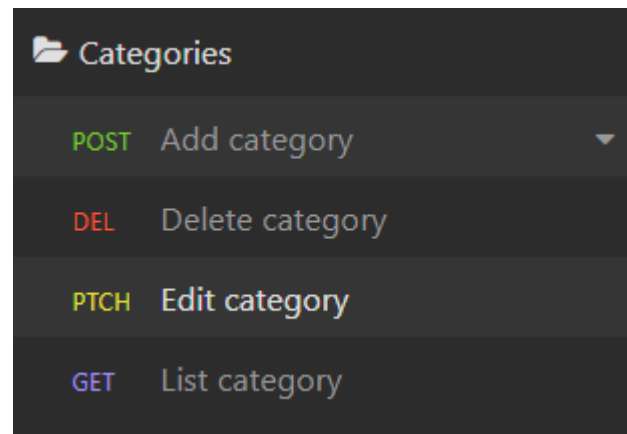 Categories
POST Add category
DEL Delete category
PTCH Edit category
GET List category